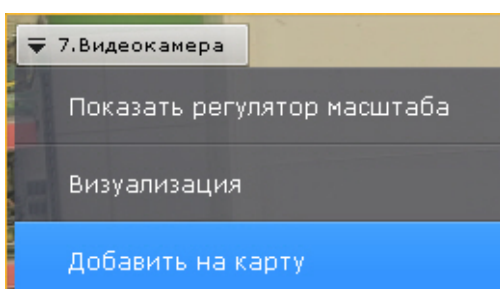 7.Видеокамера
Показать регулятор масштаба
Визуализация
Добавить на карту